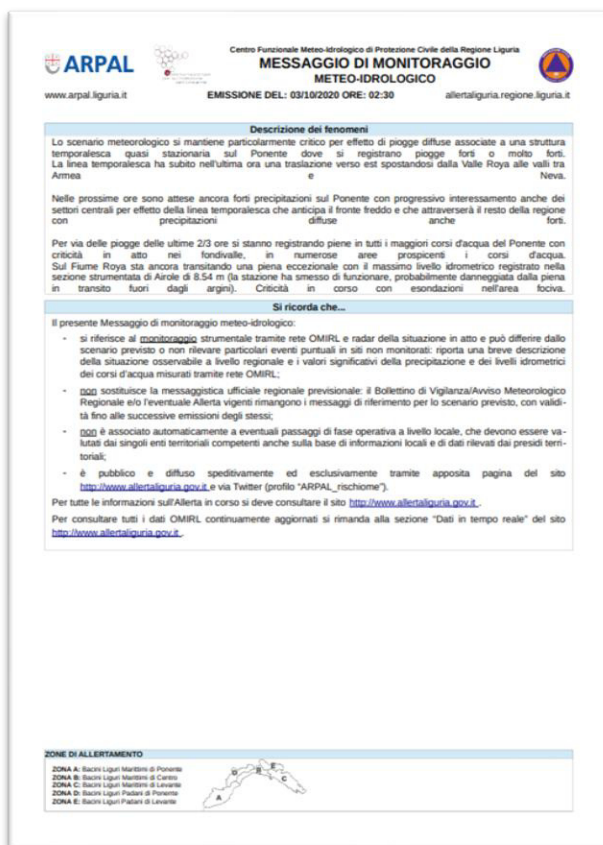 ARPAL
Centro Funzionale Meteo-Idrologico di Protezione Civile della Regione Liguria
MESSAGGIO DI MONITORAGGIO
METEO-IDROLOGICO
www.arpal.liguria.it
EMISSIONE DEL: 03/10/2020 ORE: 02:30
allertaliguria.regione.liguria.it
Descrizione dei fenomeni
Lo scenario meteorologico si mantiene particolarmente critico per effetto di piogge diffuse associate a una struttura
temporalesca quasi stazionaria sul Ponente dove si registrano piogge forti o molto forti.
La linea temporalesca ha subito nell'ultima ora una traslazione verso est spostandosi dalla Valle Roya alle valli tra
Armea e Neva.
Nelle prossime ore sono attese ancora forti precipitazioni sul Ponente con progressivo interessamento anche dei
settori centrali per effetto della linea temporalesca che anticipa il fronte freddo e che attraverserà il resto della regione
con precipitazioni diffuse anche forti.
Per via delle piogge delle ultime 2/3 ore si stanno registrando piene in tutti i maggiori corsi d'acqua del Ponente con
criticità in atto nei fondivalle, in numerose aree prospicenti i corsi d'acqua.
Sul Fiume Roya sta ancora transitando una piena eccezionale con il massimo livello idrometrico registrato nella
sezione strumentata di Airole di 8.54 m (la stazione ha smesso di funzionare, probabilmente danneggiata dalla piena
in transito fuori dagli argini). Criticità in corso con esondazioni nell'area fociva.
Si ricorda che...
Il presente Messaggio di monitoraggio meteo-idrologico:
- si riferisce al monitoraggio strumentale tramite rete OMIRL e radar della situazione in atto e può differire dallo
scenario previsto o non rilevare particolari eventi puntuali in siti non monitorati: riporta una breve descrizione
della situazione osservabile a livello regionale e i valori significativi della precipitazione e dei livelli idrometrici
dei corsi d'acqua misurati tramite rete OMIRL;
- non sostituisce la messaggistica ufficiale regionale previsionale: il Bollettino di Vigilanza/Avviso Meteorologico
Regionale e/o l'eventuale Allerta vigenti rimangono i messaggi di riferimento per lo scenario previsto, con validi-
tà fino alle successive emissioni degli stessi;
- non è associato automaticamente a eventuali passaggi di fase operativa a livello locale, che devono essere va-
lutati dai singoli enti territoriali competenti anche sulla base di informazioni locali e di dati rilevati dai presidi terri-
toriali;
- è pubblico e diffuso speditivamente ed esclusivamente tramite apposita pagina del sito
http://www.allertaliguria.gov.it e via Twitter (profilo "ARPAL_rischiome").
Per tutte le informazioni sull'Allerta in corso si deve consultare il sito http://www.allertaliguria.gov.it .
Per consultare tutti i dati OMIRL continuamente aggiornati si rimanda alla sezione "Dati in tempo reale" del sito
http://www.allertaliguria.gov.it .
ZONE DI ALLERTAMENTO
ZONA A: Bacini Liguri Marittimi di Ponente
ZONA B: Bacini Liguri Marittimi di Centro
ZONA C: Bacini Liguri Marittimi di Levante
ZONA D: Bacini Liguri Padani di Ponente
ZONA E: Bacini Liguri Padani di Levante
A
D
B
E
C